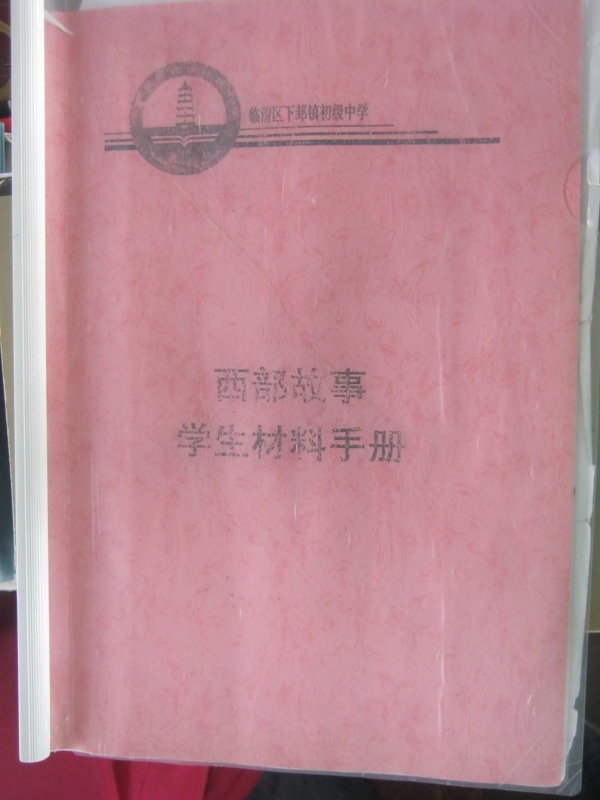 临渭区下邽镇初级中学
西部故事
学生材料手册